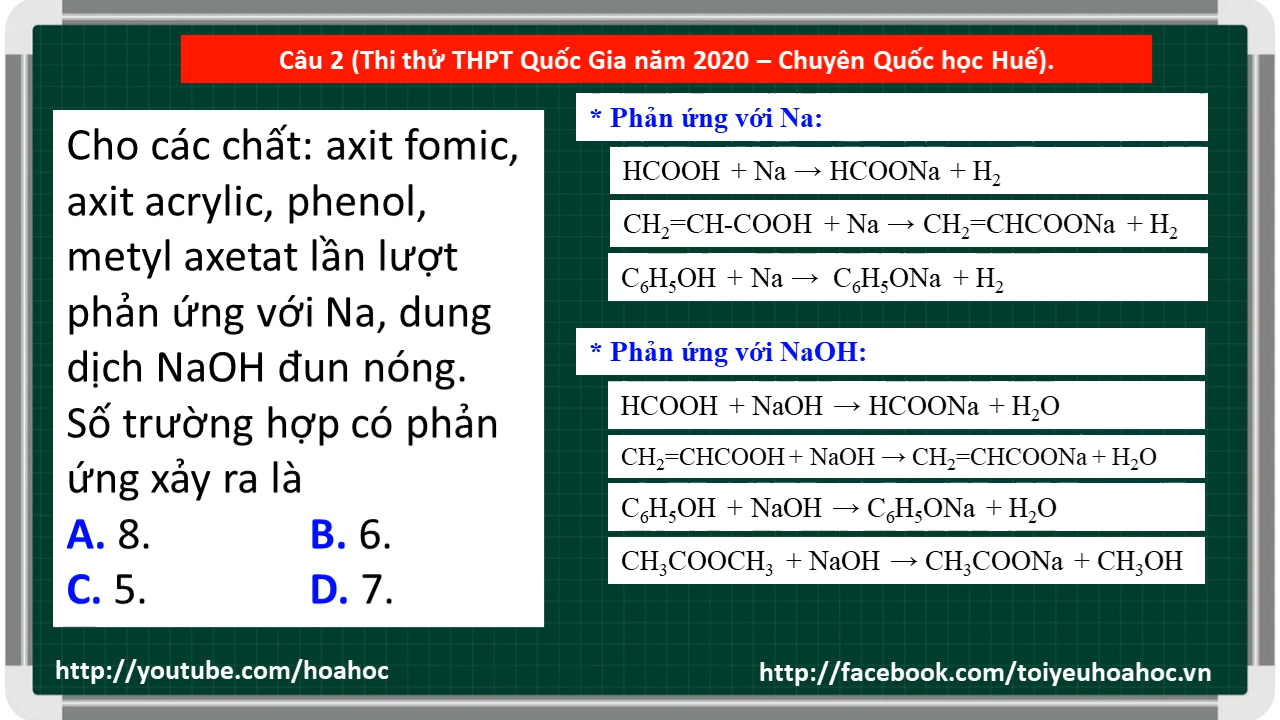 Câu 2 (Thi thử THPT Quốc Gia năm 2020 – Chuyên Quốc học Huế).
Cho các chất: axit fomic,
axit acrylic, phenol,
metyl axetat lần lượt
phản ứng với Na, dung
dịch NaOH đun nóng.
Số trường hợp có phản
ứng xảy ra là
A. 8. B. 6.
C. 5. D. 7.
* Phản ứng với Na:
HCOOH + Na → HCOONa + H₂
CH₂=CH-COOH + Na → CH₂=CHCOONa + H₂
C₆H₅OH + Na → C₆H₅ONa + H₂
* Phản ứng với NaOH:
HCOOH + NaOH → HCOONa + H₂O
CH₂=CHCOOH + NaOH → CH₂=CHCOONa + H₂O
C₆H₅OH + NaOH → C₆H₅ONa + H₂O
CH₃COOCH₃ + NaOH → CH₃COONa + CH₃OH
http://youtube.com/hoahoc
http://facebook.com/toiyeuhoahoc.vn